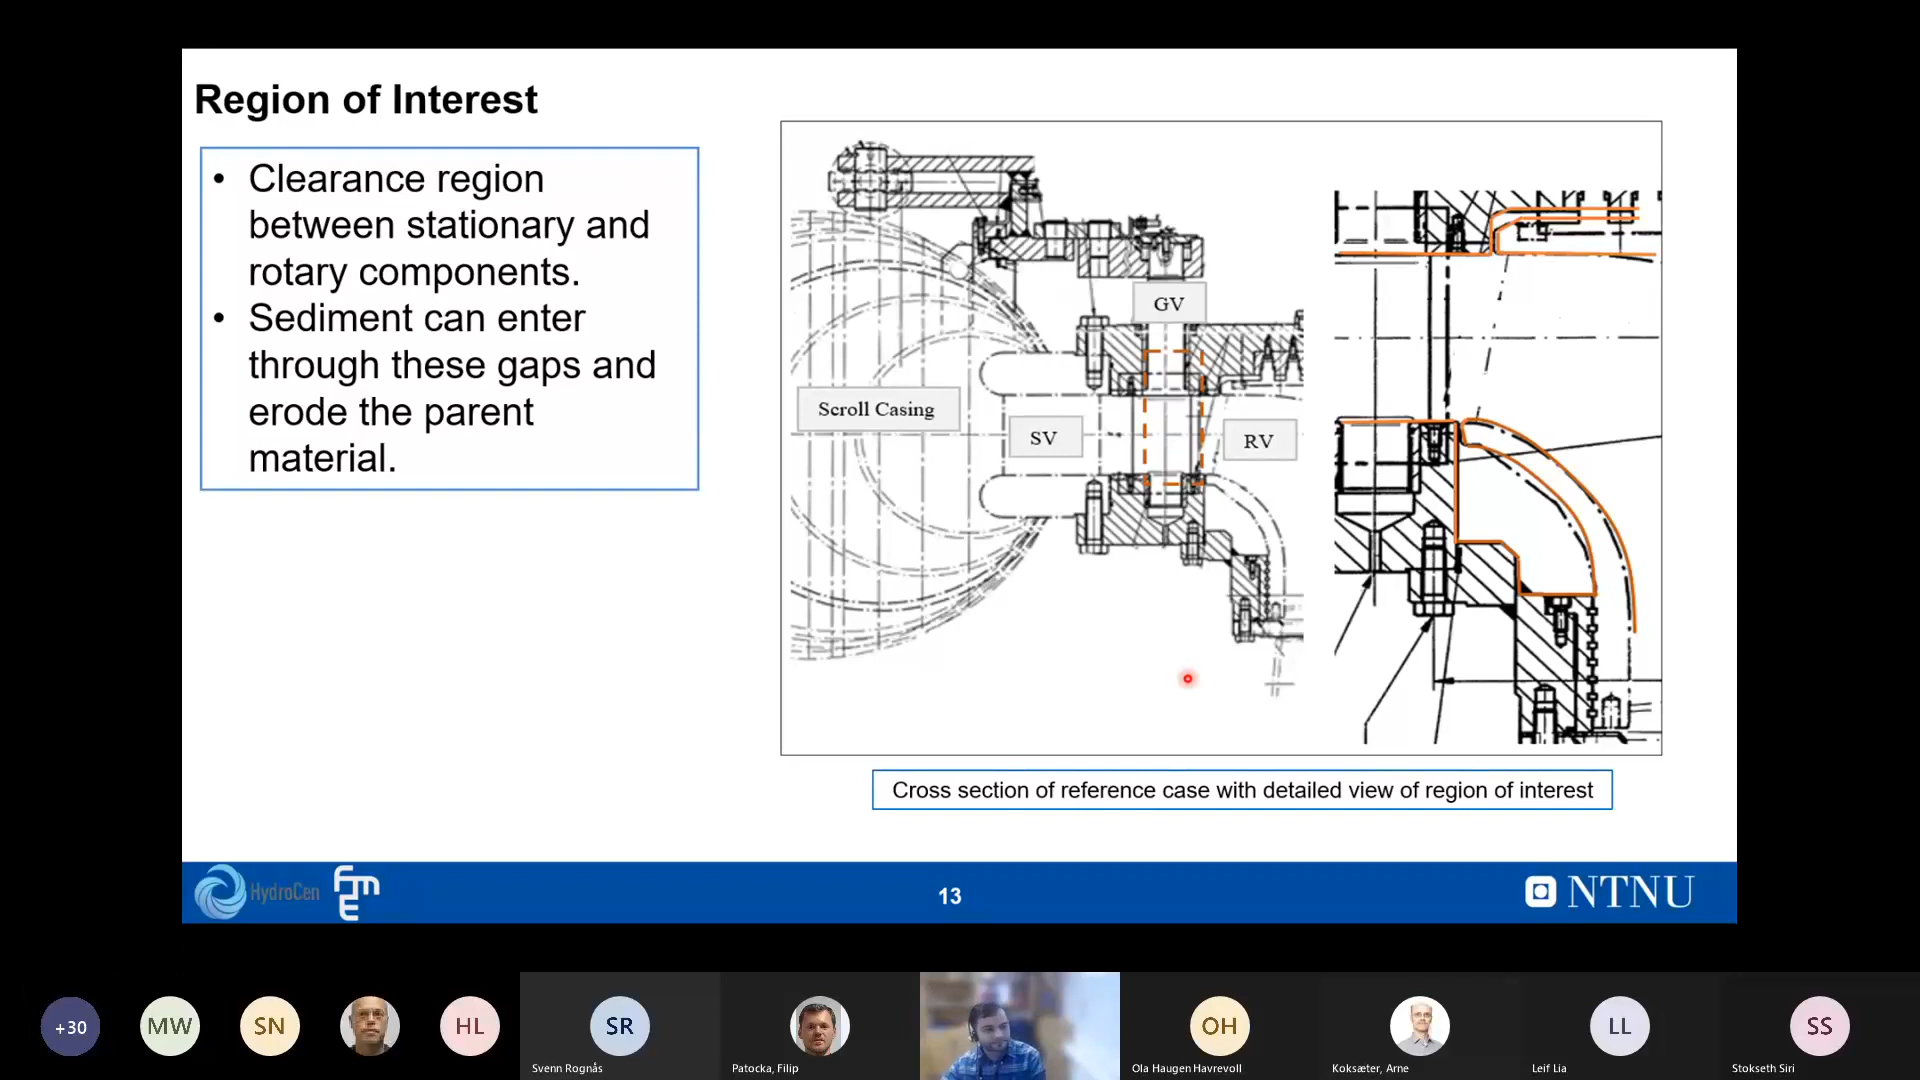 Region of Interest
• Clearance region
between stationary and
rotary components.
• Sediment can enter
through these gaps and
erode the parent
material.
GV
Scroll Casing
SV
RV
Cross section of reference case with detailed view of region of interest
HydroCen
FME
13
NTNU
+30
MW
SN
HL
SR
OH
LL
SS
Svenn Rognås
Patocka, Filip
Ola Haugen Havrevoll
Koksæter, Arne
Leif Lia
Stokseth Siri